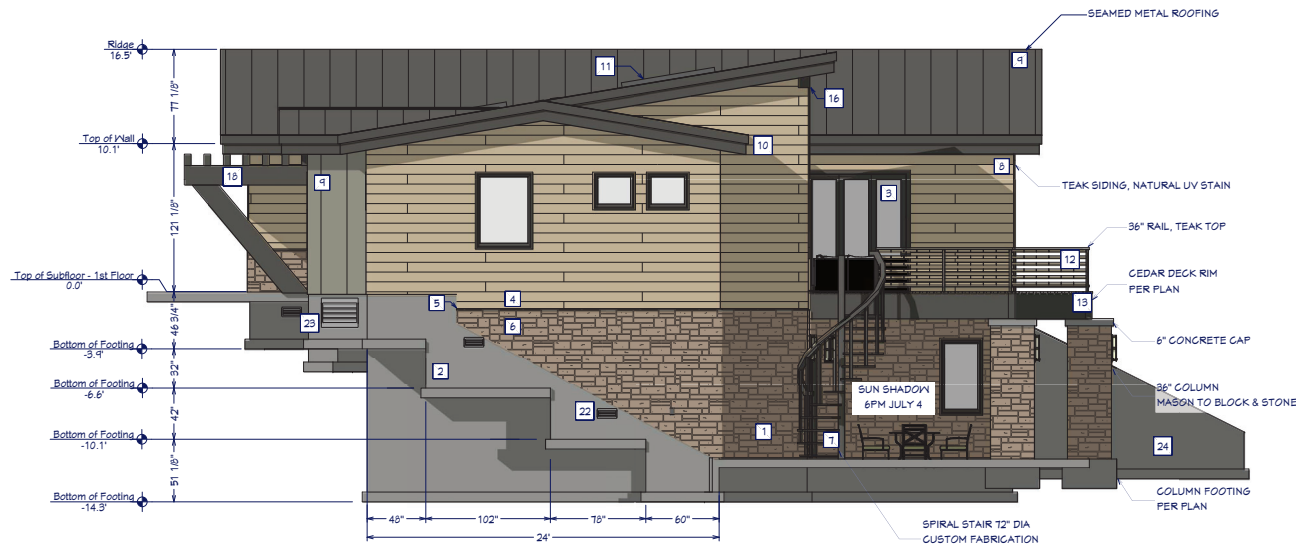 SEAMED METAL ROOFING
Ridge
16.5'
9
11
77 1/8"
16
Top of Wall
10.1'
10
8
18
9
TEAK SIDING, NATURAL UV STAIN
3
121 1/8"
36" RAIL, TEAK TOP
12
Top of Subfloor - 1st Floor
0.0'
CEDAR DECK RIM
PER PLAN
13
5
4
46 3/4"
23
6
6" CONCRETE CAP
Bottom of Footing
-3.9'
32"
2
Bottom of Footing
-6.6'
SUN SHADOW
6PM JULY 4
36" COLUMN
MASON TO BLOCK & STONE
42"
22
1
7
24
Bottom of Footing
-10.1'
51 1/8"
Bottom of Footing
-14.3'
COLUMN FOOTING
PER PLAN
48"
102"
78"
60"
24'
SPIRAL STAIR 72" DIA
CUSTOM FABRICATION